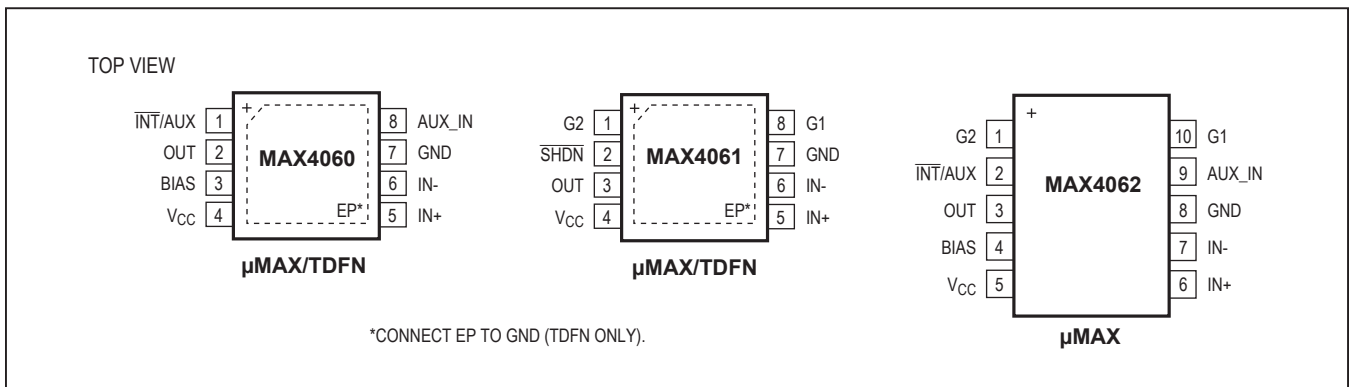 TOP VIEW
I̅N̅T̅/AUX 1
OUT 2
BIAS 3
VCC 4
+
MAX4060
EP*
8 AUX_IN
7 GND
6 IN-
5 IN+
µMAX/TDFN
G2 1
S̅H̅D̅N̅ 2
OUT 3
VCC 4
+
MAX4061
EP*
8 G1
7 GND
6 IN-
5 IN+
µMAX/TDFN
G2 1
I̅N̅T̅/AUX 2
OUT 3
BIAS 4
VCC 5
+
MAX4062
10 G1
9 AUX_IN
8 GND
7 IN-
6 IN+
µMAX
*CONNECT EP TO GND (TDFN ONLY).